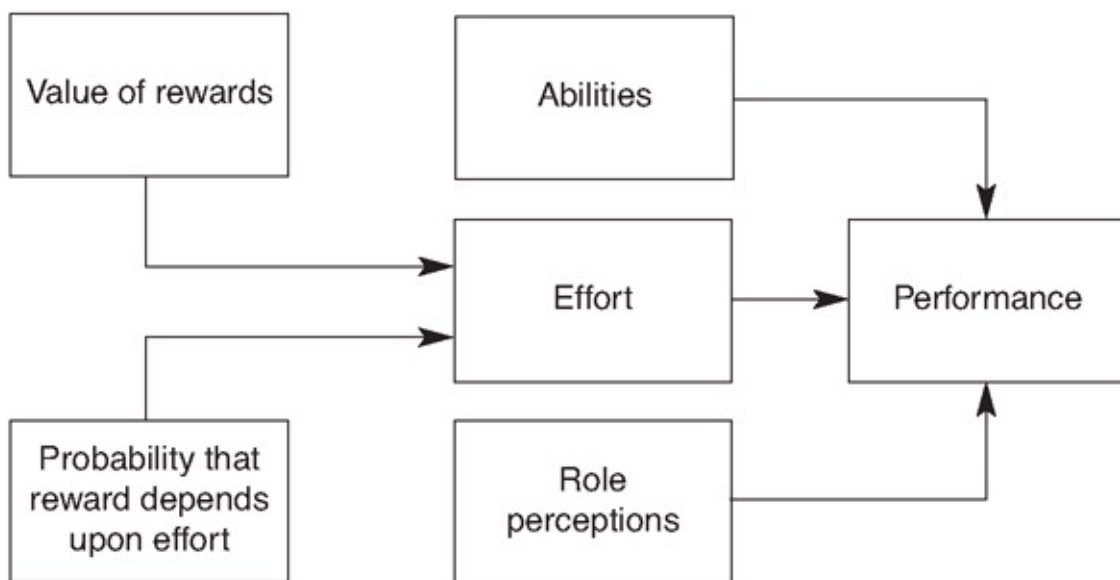 Value of rewards
Abilities
Effort
Performance
Probability that
reward depends
upon effort
Role
perceptions